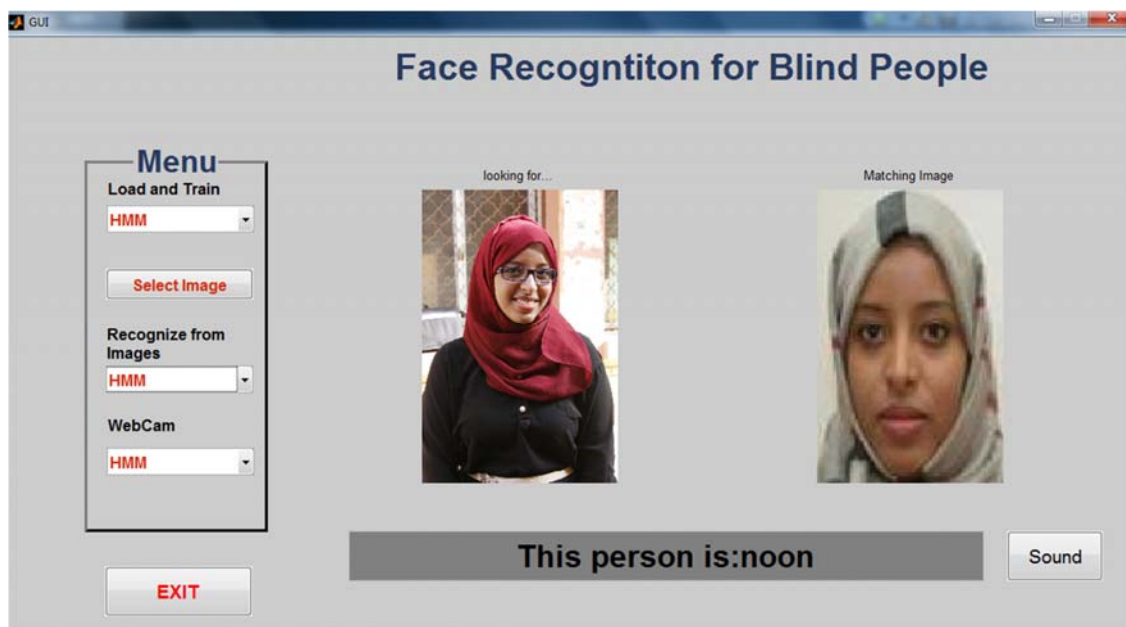 GUI
Face Recogntiton for Blind People
Menu
Load and Train
HMM
Select Image
Recognize from
Images
HMM
WebCam
HMM
EXIT
looking for...
Matching Image
This person is:noon
Sound